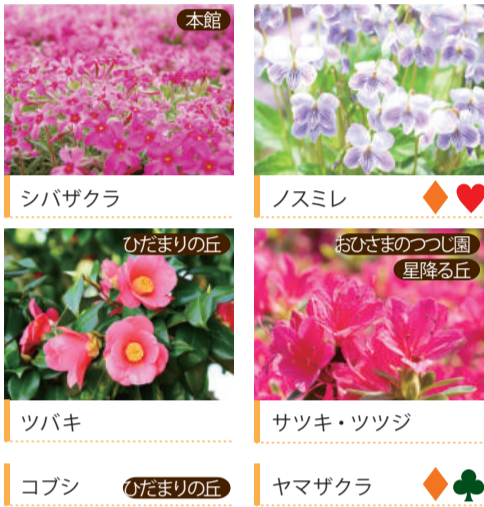 本館
シバザクラ
ノスミレ
ひだまりの丘
ツバキ
おひさまのつつじ園
星降る丘
サツキ・ツツジ
コブシ ひだまりの丘
ヤマザクラ